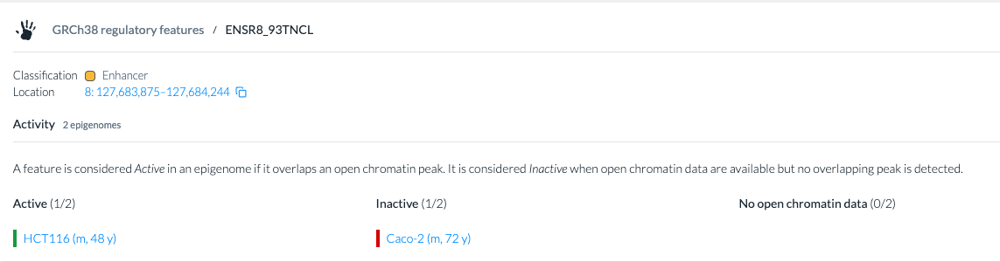 GRCh38 regulatory features / ENSR8_93TNCL
Classification Enhancer
Location 8: 127,683,875–127,684,244
Activity 2 epigenomes
A feature is considered Active in an epigenome if it overlaps an open chromatin peak. It is considered Inactive when open chromatin data are available but no overlapping peak is detected.
Active (1/2) Inactive (1/2) No open chromatin data (0/2)
HCT116 (m, 48 y) Caco-2 (m, 72 y)